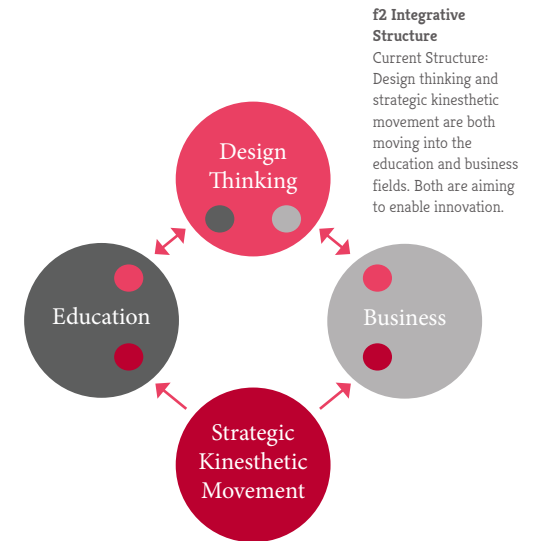 f2 Integrative
Structure
Current Structure:
Design thinking and
strategic kinesthetic
movement are both
moving into the
education and business
fields. Both are aiming
to enable innovation.
Design
Thinking
Education
Business
Strategic
Kinesthetic
Movement